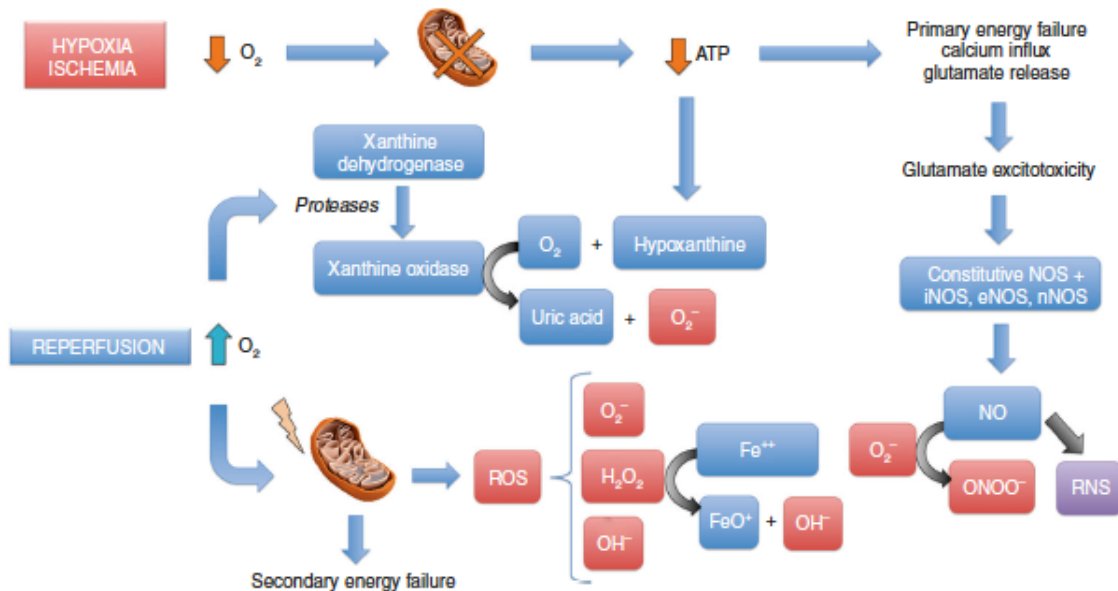 HYPOXIA
ISCHEMIA
O₂
ATP
Primary energy failure
calcium influx
glutamate release
Xanthine
dehydrogenase
Glutamate excitotoxicity
Proteases
O₂ + Hypoxanthine
Xanthine oxidase
Constitutive NOS +
iNOS, eNOS, nNOS
Uric acid + O₂⁻
REPERFUSION
O₂
O₂⁻
NO
Fe⁺⁺
O₂⁻
ROS
H₂O₂
ONOO⁻
RNS
FeO⁺ + OH⁻
OH⁻
Secondary energy failure